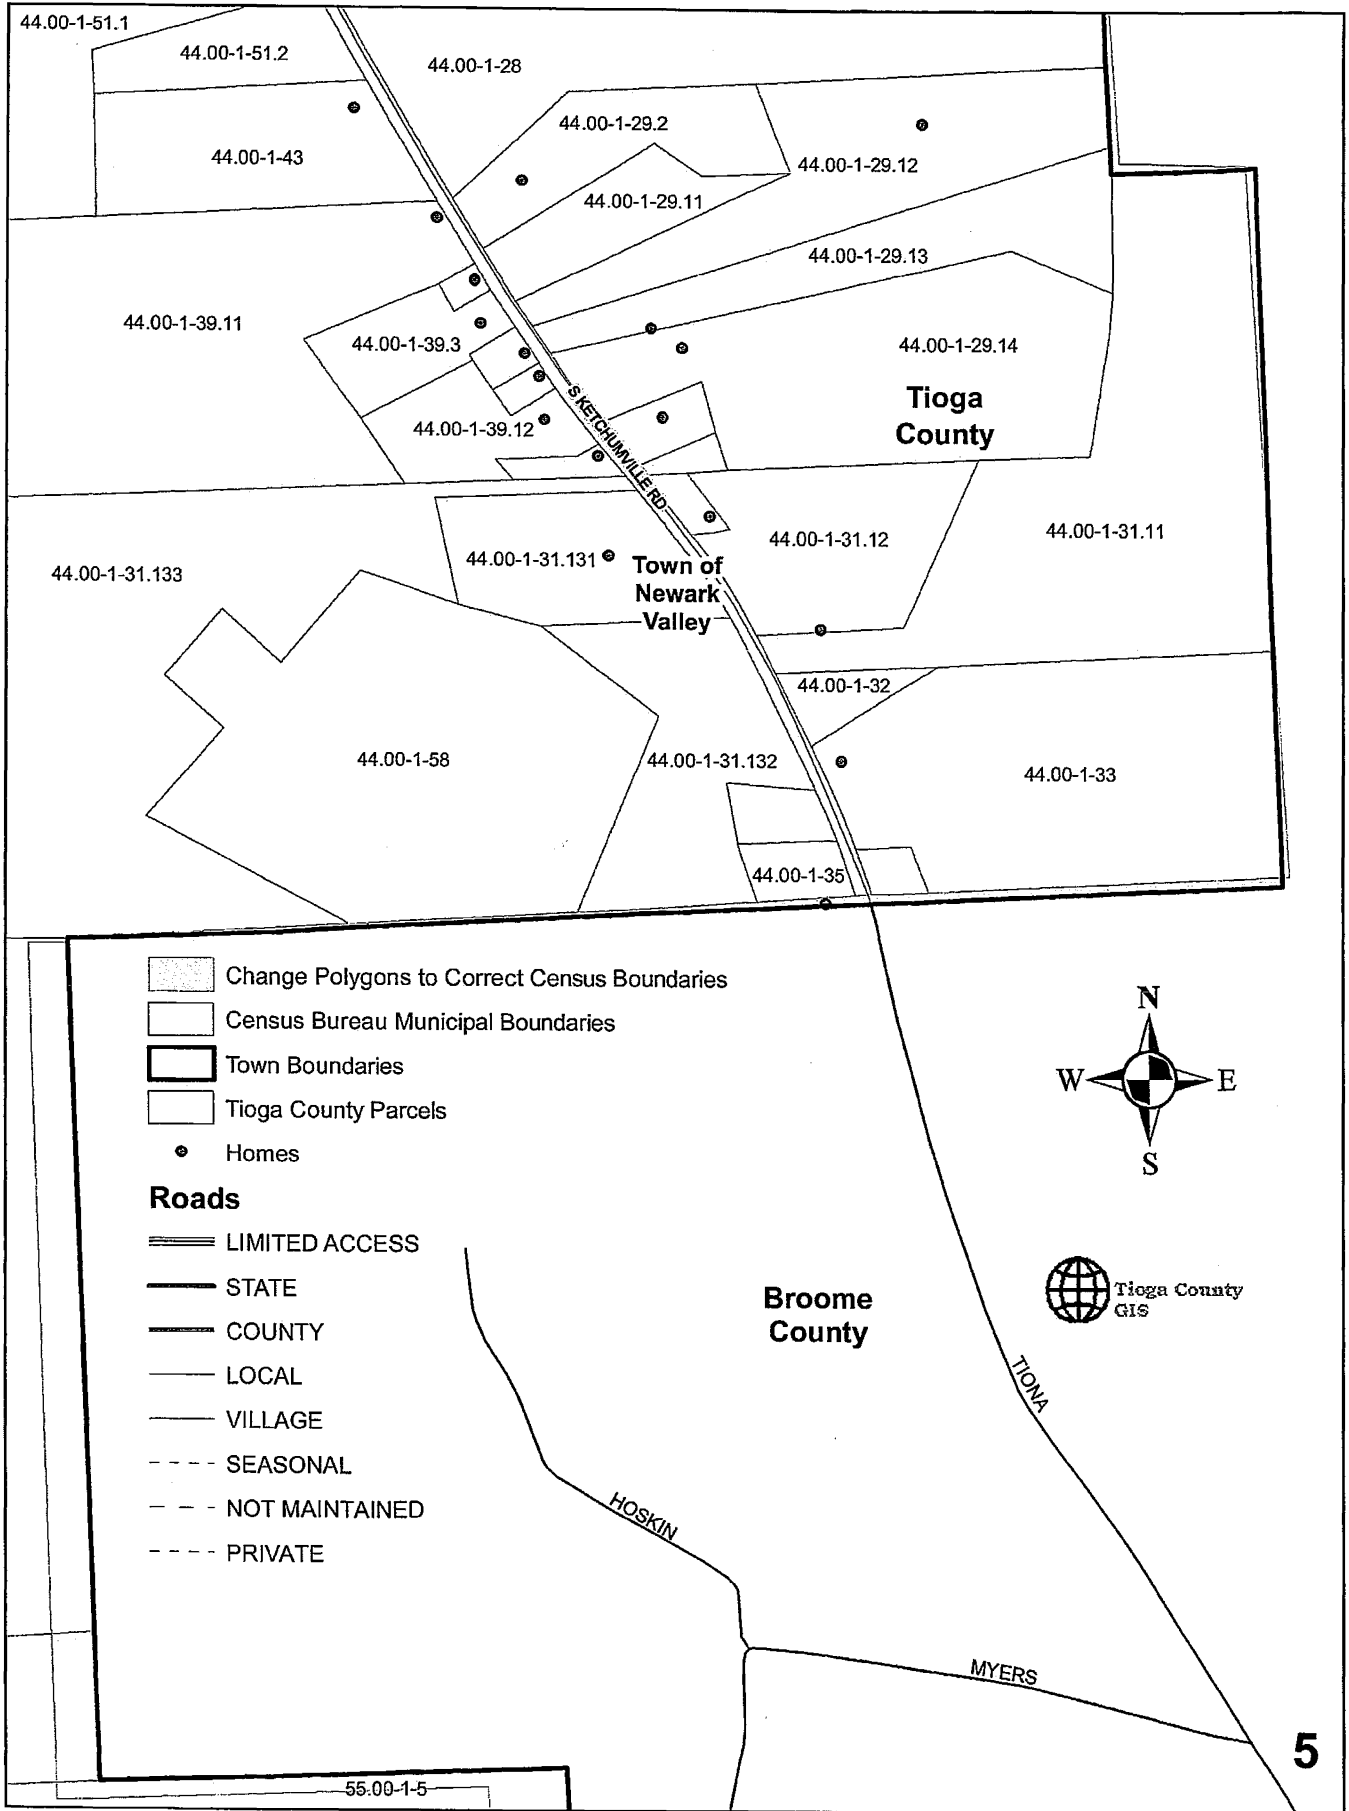 44.00-1-51.1
44.00-1-51.2
44.00-1-28
44.00-1-29.2
44.00-1-43
44.00-1-29.12
44.00-1-29.11
44.00-1-29.13
44.00-1-39.11
44.00-1-39.3
44.00-1-29.14
Tioga
County
S KETCHUMVILLE RD
44.00-1-39.12
44.00-1-31.12
44.00-1-31.11
44.00-1-31.131
44.00-1-31.133
Town of
Newark
Valley
44.00-1-32
44.00-1-58
44.00-1-31.132
44.00-1-33
44.00-1-35
Change Polygons to Correct Census Boundaries
Census Bureau Municipal Boundaries
Town Boundaries
Tioga County Parcels
Homes
Roads
LIMITED ACCESS
STATE
COUNTY
LOCAL
VILLAGE
SEASONAL
NOT MAINTAINED
PRIVATE
N
W
E
S
Tioga County
GIS
Broome
County
TIONA
HOSKIN
MYERS
5
55.00-1-5